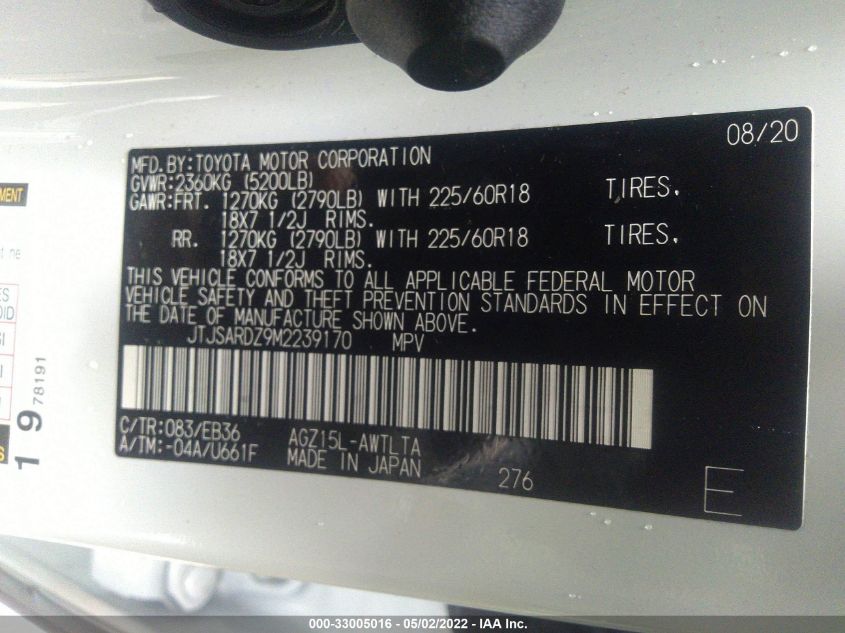 08/20
MFD.BY:TOYOTA MOTOR CORPORATION
GVWR:2360KG (5200LB)
GAWR:FRT. 1270KG (2790LB) WITH 225/60R18 TIRES.
18X7 1/2J RIMS.
RR. 1270KG (2790LB) WITH 225/60R18 TIRES.
18X7 1/2J RIMS.
THIS VEHICLE CONFORMS TO ALL APPLICABLE FEDERAL MOTOR
VEHICLE SAFETY AND THEFT PREVENTION STANDARDS IN EFFECT ON
THE DATE OF MANUFACTURE SHOWN ABOVE.
JTJSARDZ9M2239170 MPV
C/TR:083/EB36 AGZ15L-AWTLTA
A/TM:-04A/U661F MADE IN JAPAN
276
E
1 9 78191
000-33005016 - 05/02/2022 - IAA Inc.